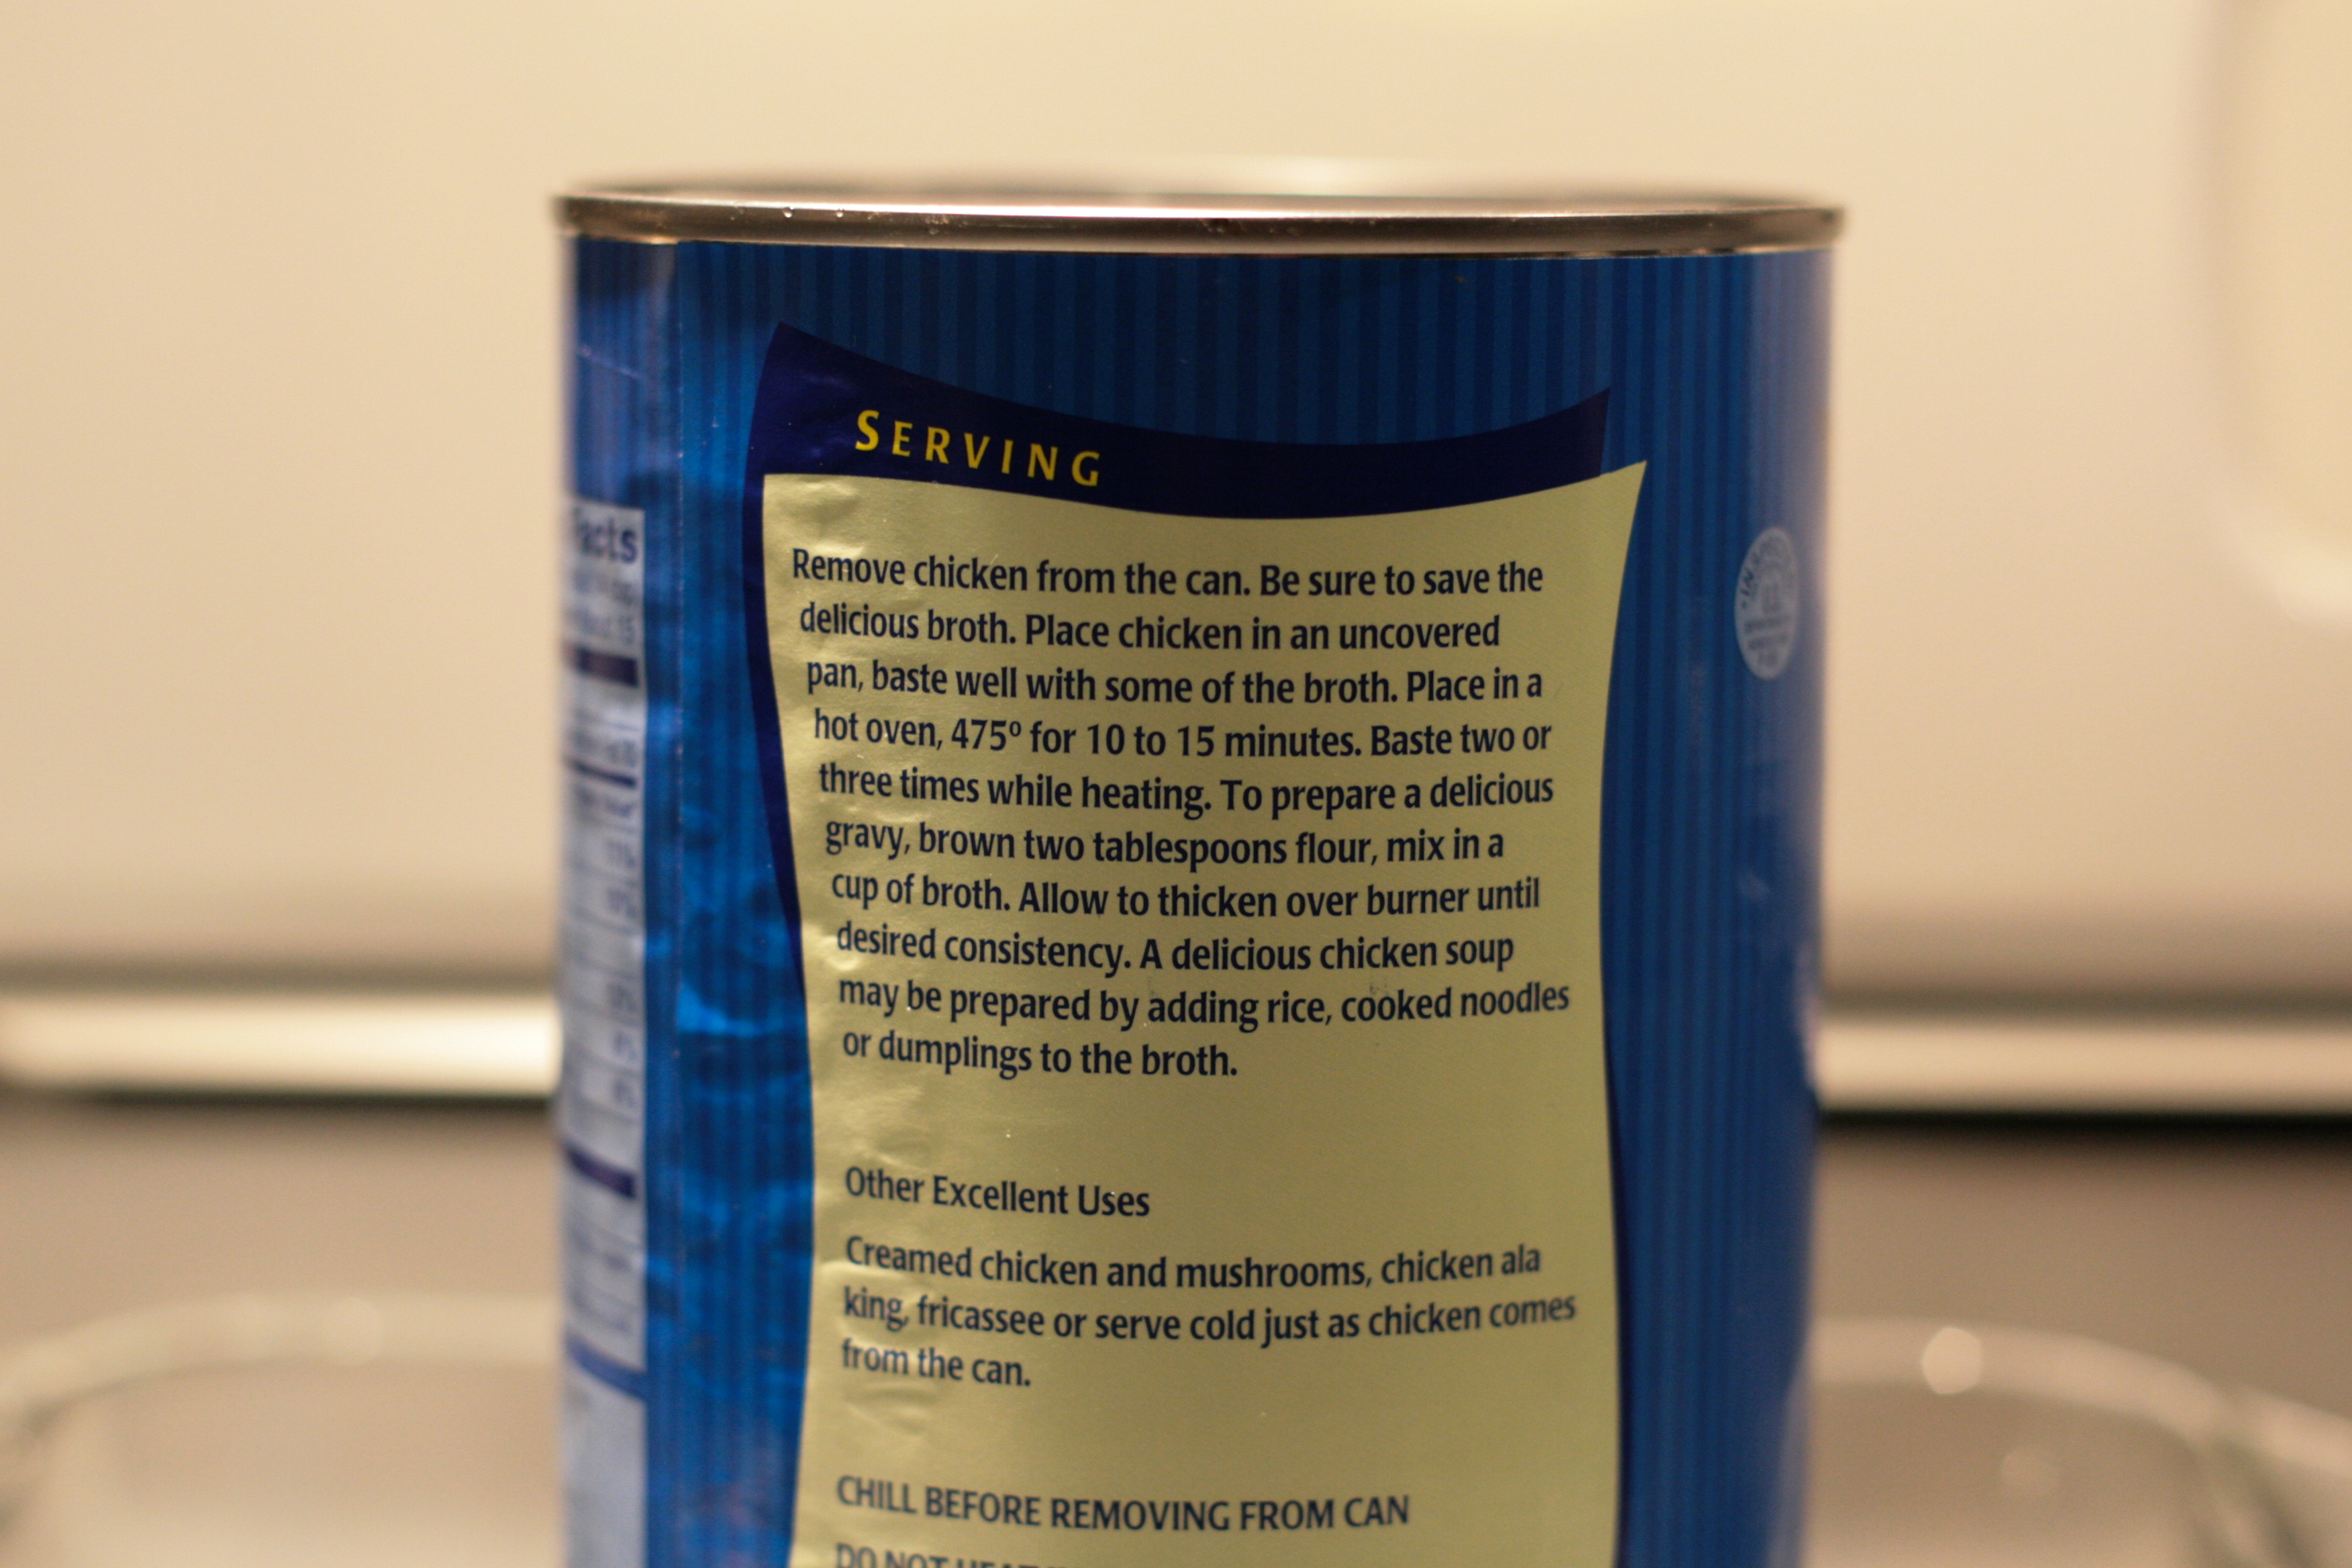 SERVING
Remove chicken from the can. Be sure to save the
delicious broth. Place chicken in an uncovered
pan, baste well with some of the broth. Place in a
hot oven, 475º for 10 to 15 minutes. Baste two or
three times while heating. To prepare a delicious
gravy, brown two tablespoons flour, mix in a
cup of broth. Allow to thicken over burner until
desired consistency. A delicious chicken soup
may be prepared by adding rice, cooked noodles
or dumplings to the broth.
Other Excellent Uses
Creamed chicken and mushrooms, chicken ala
king, fricassee or serve cold just as chicken comes
from the can.
CHILL BEFORE REMOVING FROM CAN
DO NOT HEAT
Facts